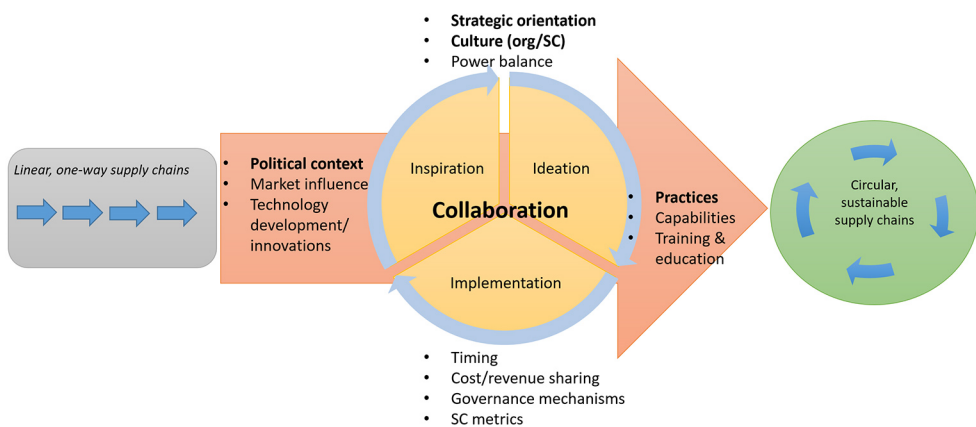 Linear, one-way supply chains
• Political context
• Market influence
• Technology
development/
innovations
• Strategic orientation
• Culture (org/SC)
• Power balance
Inspiration
Ideation
Collaboration
Implementation
• Practices
• Capabilities
• Training &
education
• Timing
• Cost/revenue sharing
• Governance mechanisms
• SC metrics
Circular,
sustainable
supply chains